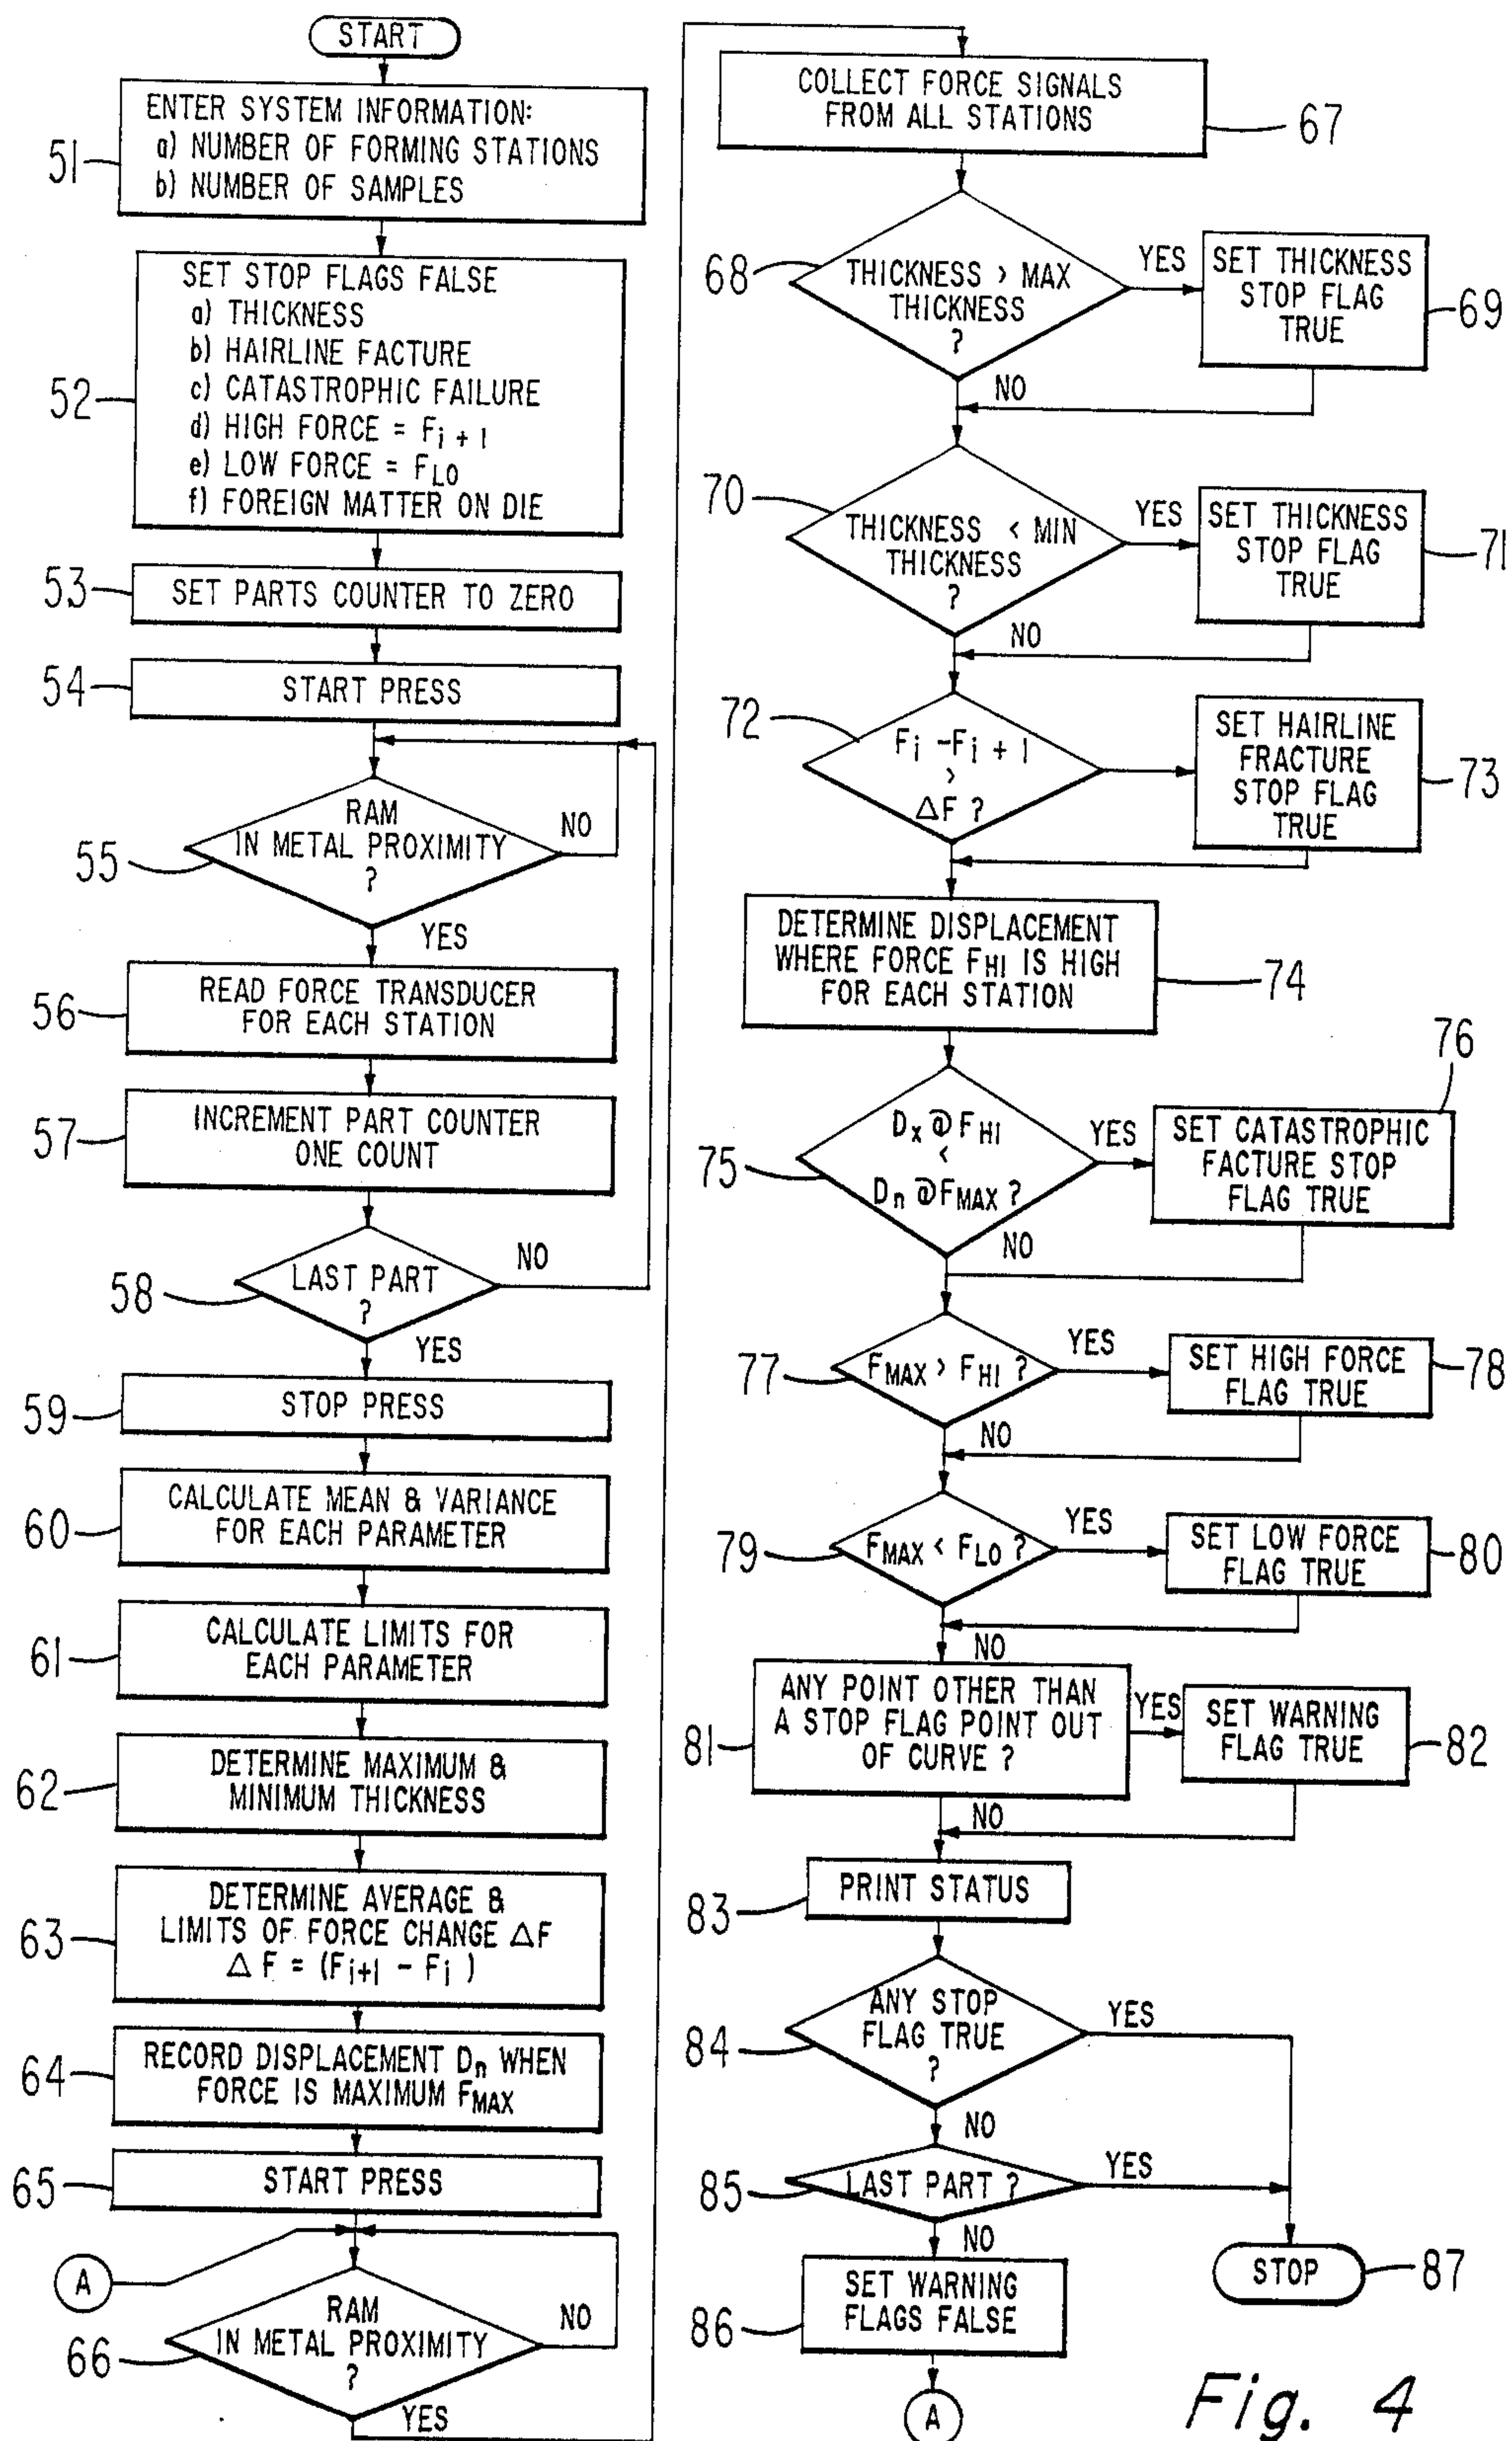 START
51
ENTER SYSTEM INFORMATION:
a) NUMBER OF FORMING STATIONS
b) NUMBER OF SAMPLES
52
SET STOP FLAGS FALSE
a) THICKNESS
b) HAIRLINE FACTURE
c) CATASTROPHIC FAILURE
d) HIGH FORCE = Fi + 1
e) LOW FORCE = FLO
f) FOREIGN MATTER ON DIE
53
SET PARTS COUNTER TO ZERO
54
START PRESS
55
RAM
IN METAL PROXIMITY
?
NO
YES
56
READ FORCE TRANSDUCER
FOR EACH STATION
57
INCREMENT PART COUNTER
ONE COUNT
58
LAST PART
?
NO
YES
59
STOP PRESS
60
CALCULATE MEAN & VARIANCE
FOR EACH PARAMETER
61
CALCULATE LIMITS FOR
EACH PARAMETER
62
DETERMINE MAXIMUM &
MINIMUM THICKNESS
63
DETERMINE AVERAGE &
LIMITS OF FORCE CHANGE ΔF
ΔF = (Fi+1 - Fi)
64
RECORD DISPLACEMENT Dn WHEN
FORCE IS MAXIMUM FMAX
65
START PRESS
A
66
RAM
IN METAL PROXIMITY
?
NO
YES
COLLECT FORCE SIGNALS
FROM ALL STATIONS
67
68
THICKNESS > MAX
THICKNESS
?
YES
NO
SET THICKNESS
STOP FLAG
TRUE
69
70
THICKNESS < MIN
THICKNESS
?
YES
NO
SET THICKNESS
STOP FLAG
TRUE
71
72
Fi - Fi + 1
>
ΔF ?
SET HAIRLINE
FRACTURE
STOP FLAG
TRUE
73
DETERMINE DISPLACEMENT
WHERE FORCE FHI IS HIGH
FOR EACH STATION
74
75
Dx @ FHI
<
Dn @ FMAX ?
YES
NO
76
SET CATASTROPHIC
FACTURE STOP
FLAG TRUE
77
FMAX > FHI ?
YES
NO
SET HIGH FORCE
FLAG TRUE
78
79
FMAX < FLO ?
YES
NO
SET LOW FORCE
FLAG TRUE
80
81
ANY POINT OTHER THAN
A STOP FLAG POINT OUT
OF CURVE ?
YES
NO
SET WARNING
FLAG TRUE
82
83
PRINT STATUS
84
ANY STOP
FLAG TRUE
?
YES
NO
85
LAST PART ?
YES
NO
86
SET WARNING
FLAGS FALSE
STOP
87
A
Fig. 4